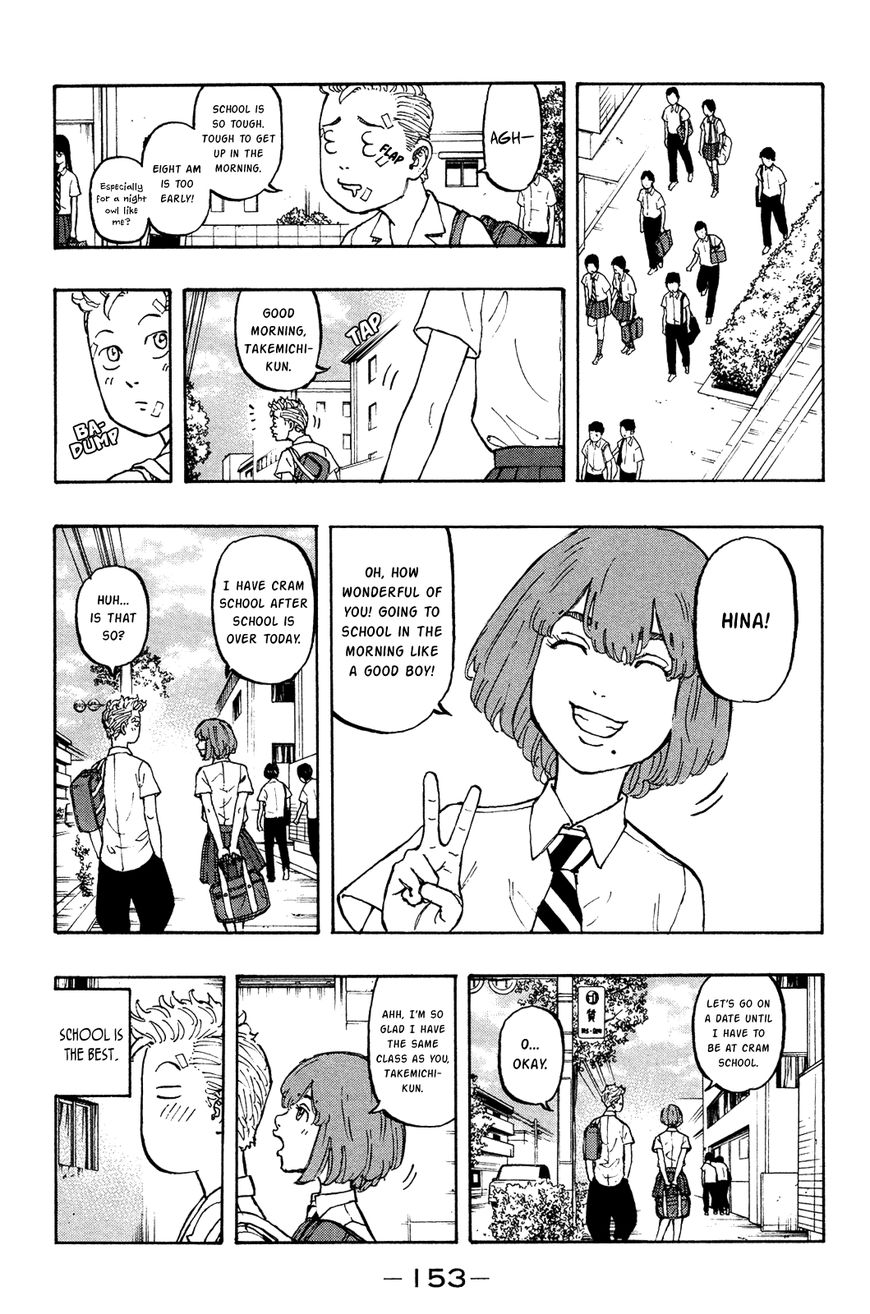 AGH—
FLAP
SCHOOL IS
SO TOUGH.
TOUGH TO GET
UP IN THE
MORNING.
EIGHT AM
IS TOO
EARLY!
Especially
for a night
owl like
me?
TAP
GOOD
MORNING,
TAKEMICHI-
KUN.
BA-
DUMP
HINA!
OH, HOW
WONDERFUL OF
YOU! GOING TO
SCHOOL IN THE
MORNING LIKE
A GOOD BOY!
I HAVE CRAM
SCHOOL AFTER
SCHOOL IS
OVER TODAY.
HUH...
IS THAT
SO?
LET'S GO ON
A DATE UNTIL
I HAVE TO
BE AT CRAM
SCHOOL.
質
O...
OKAY.
AHH, I'M SO
GLAD I HAVE
THE SAME
CLASS AS YOU,
TAKEMICHI-
KUN.
SCHOOL IS
THE BEST.
—153—